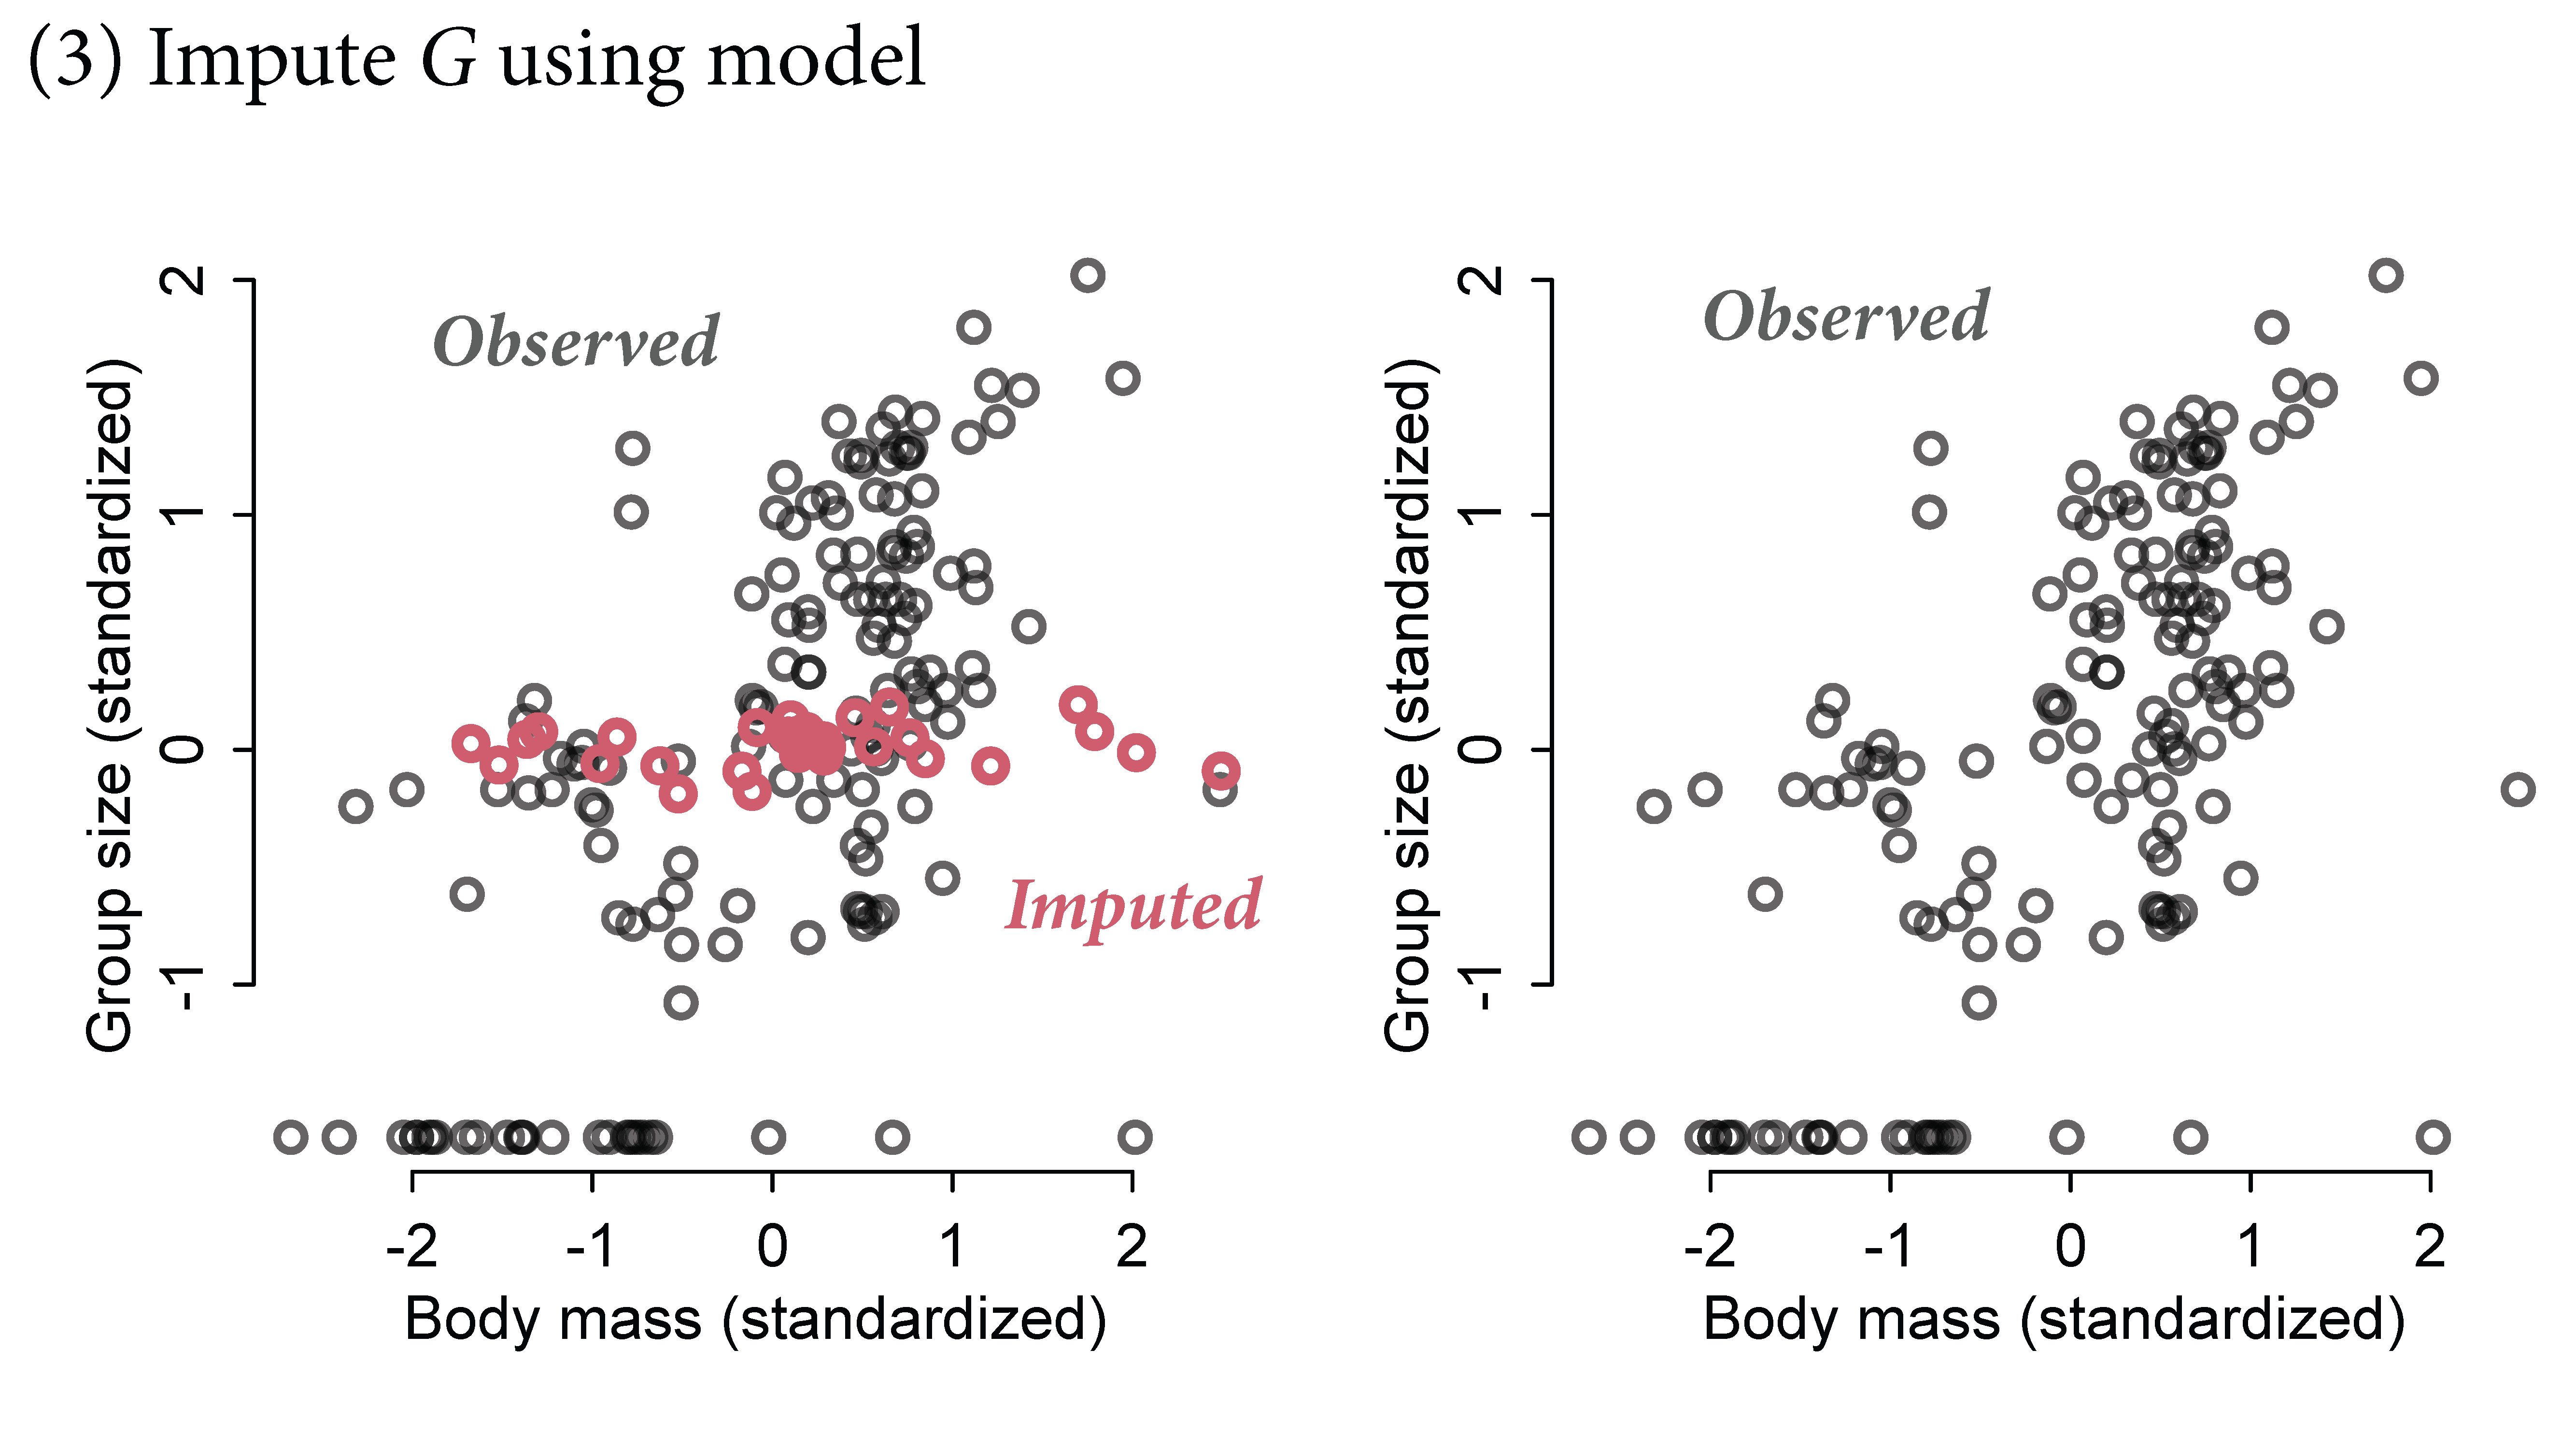 (3) Impute G using model
Observed
Imputed
2
1
0
-1
Group size (standardized)
-2 -1 0 1 2
Body mass (standardized)
Observed
2
1
0
-1
Group size (standardized)
-2 -1 0 1 2
Body mass (standardized)